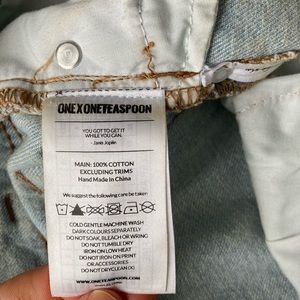 ONEXONETEASPOON
YOU GOT TO GET IT
WHILE YOU CAN.
- Janis Joplin
MAIN: 100% COTTON
EXCLUDING TRIMS
Hand Made in China
We suggest the following care be taken
COLD GENTLE MACHINE WASH
DARK COLOURS SEPARATELY
DO NOT SOAK, BLEACH OR WRING
DO NOT TUMBLE DRY
IRON ON LOW HEAT
DO NOT IRON ON PRINT
OR ACCESSORIES
DO NOT DRYCLEAN
WWW.ONETEASPOON.COM